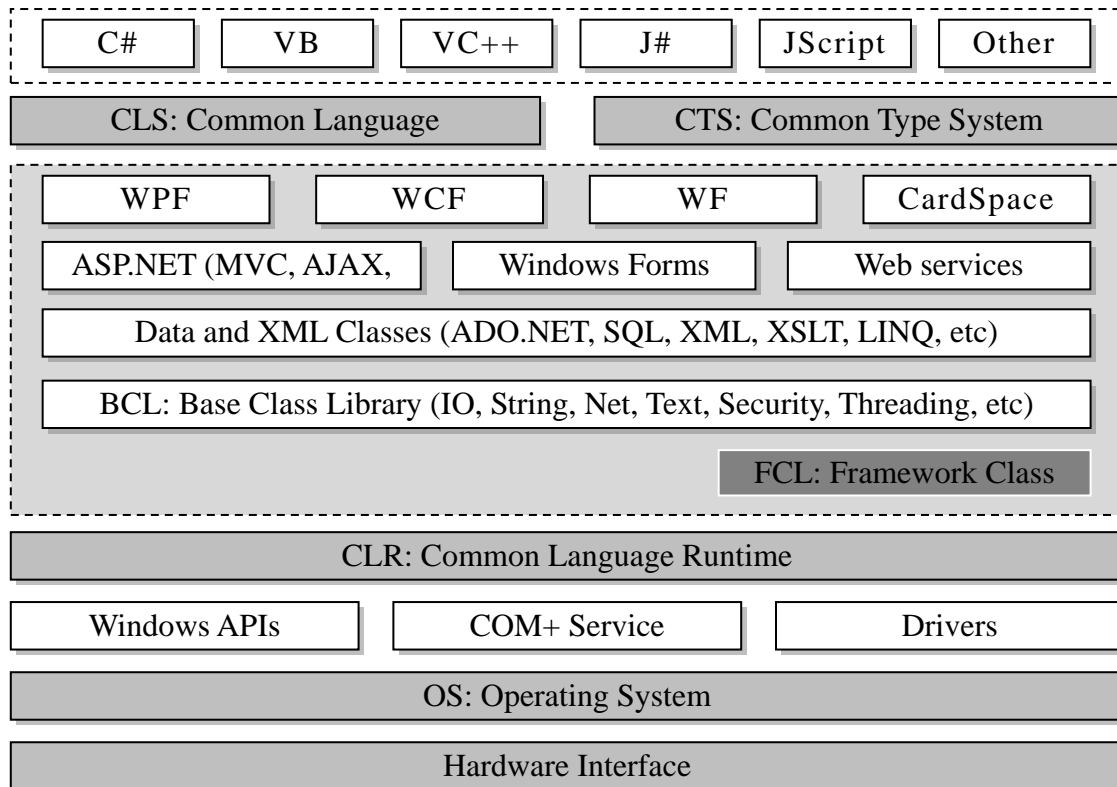 C# VB VC++ J# JScript Other
CLS: Common Language CTS: Common Type System
WPF WCF WF CardSpace
ASP.NET (MVC, AJAX, Windows Forms Web services
Data and XML Classes (ADO.NET, SQL, XML, XSLT, LINQ, etc)
BCL: Base Class Library (IO, String, Net, Text, Security, Threading, etc)
FCL: Framework Class
CLR: Common Language Runtime
Windows APIs COM+ Service Drivers
OS: Operating System
Hardware Interface